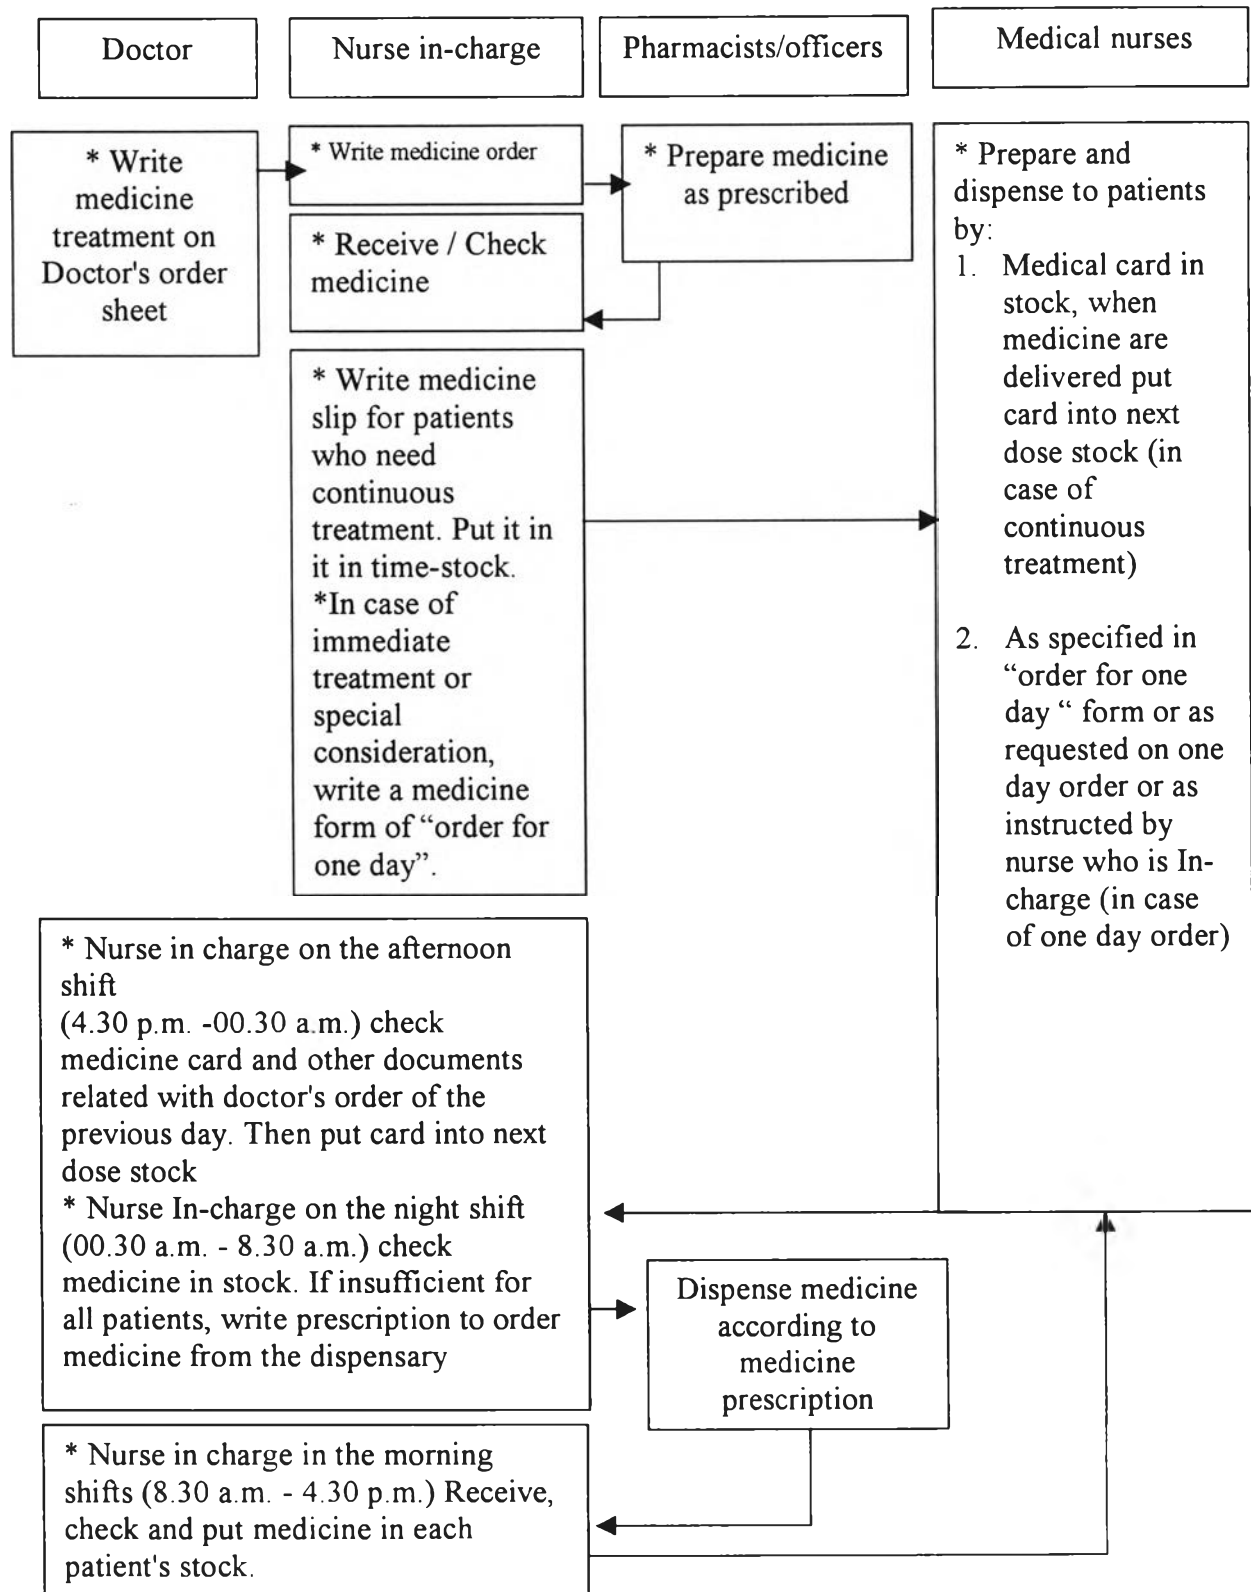 Doctor
Nurse in-charge
Pharmacists/officers
Medical nurses
* Write
medicine
treatment on
Doctor's order
sheet
* Write medicine order
* Prepare medicine
as prescribed
* Receive / Check
medicine
* Write medicine
slip for patients
who need
continuous
treatment. Put it in
it in time-stock.
*In case of
immediate
treatment or
special
consideration,
write a medicine
form of “order for
one day”.
* Prepare and
dispense to patients
by:
1. Medical card in
stock, when
medicine are
delivered put
card into next
dose stock (in
case of
continuous
treatment)
2. As specified in
“order for one
day “ form or as
requested on one
day order or as
instructed by
nurse who is In-
charge (in case
of one day order)
* Nurse in charge on the afternoon
shift
(4.30 p.m. -00.30 a.m.) check
medicine card and other documents
related with doctor's order of the
previous day. Then put card into next
dose stock
* Nurse In-charge on the night shift
(00.30 a.m. - 8.30 a.m.) check
medicine in stock. If insufficient for
all patients, write prescription to order
medicine from the dispensary
Dispense medicine
according to
medicine
prescription
* Nurse in charge in the morning
shifts (8.30 a.m. - 4.30 p.m.) Receive,
check and put medicine in each
patient's stock.